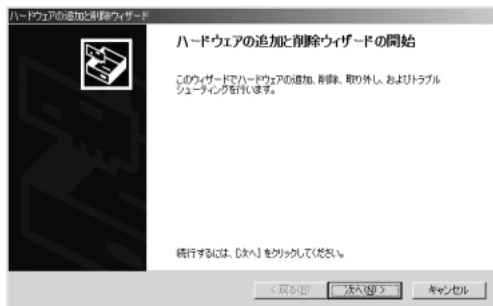 ハードウェアの追加と削除ウィザード
ハードウェアの追加と削除ウィザードの開始
このウィザードでハードウェアの追加、削除、取り外し、およびトラブル
シューティングを行います。
続行するには、[次へ] をクリックしてください。
< 戻る(B)
次へ(N) >
キャンセル